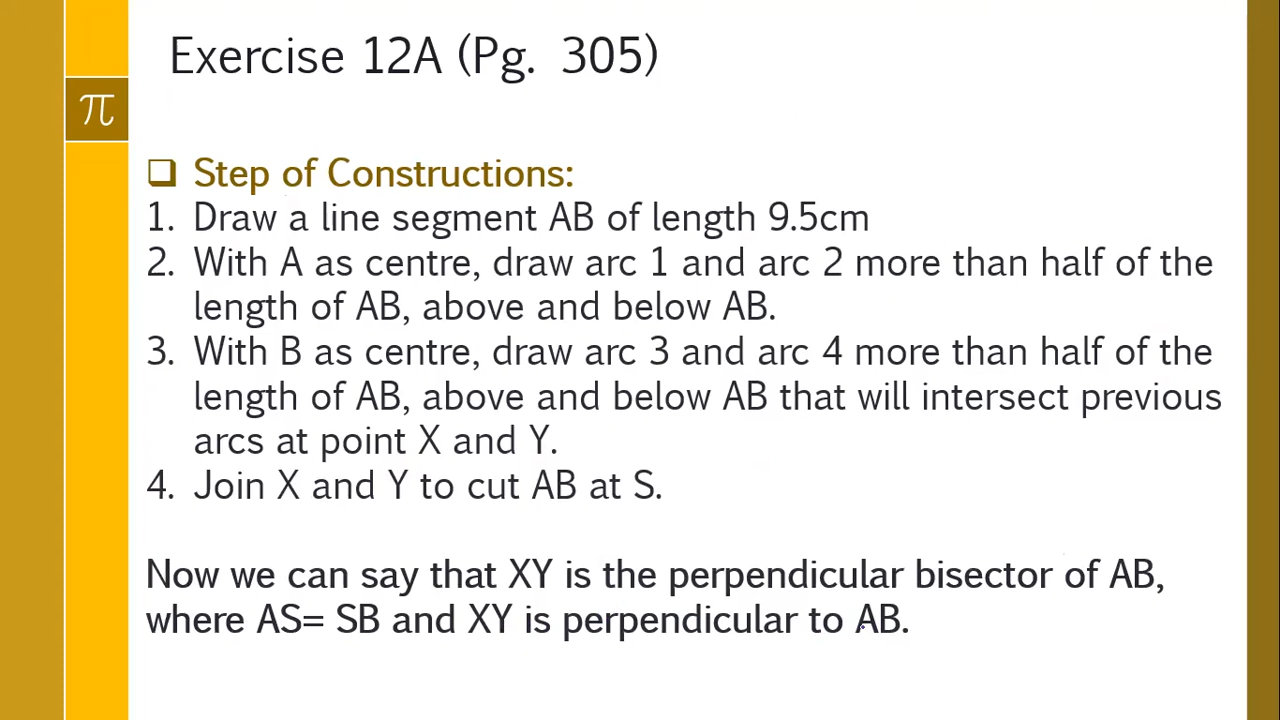 Exercise 12A (Pg. 305)
π
❑ Step of Constructions:
1. Draw a line segment AB of length 9.5cm
2. With A as centre, draw arc 1 and arc 2 more than half of the
length of AB, above and below AB.
3. With B as centre, draw arc 3 and arc 4 more than half of the
length of AB, above and below AB that will intersect previous
arcs at point X and Y.
4. Join X and Y to cut AB at S.
Now we can say that XY is the perpendicular bisector of AB,
where AS= SB and XY is perpendicular to AB.